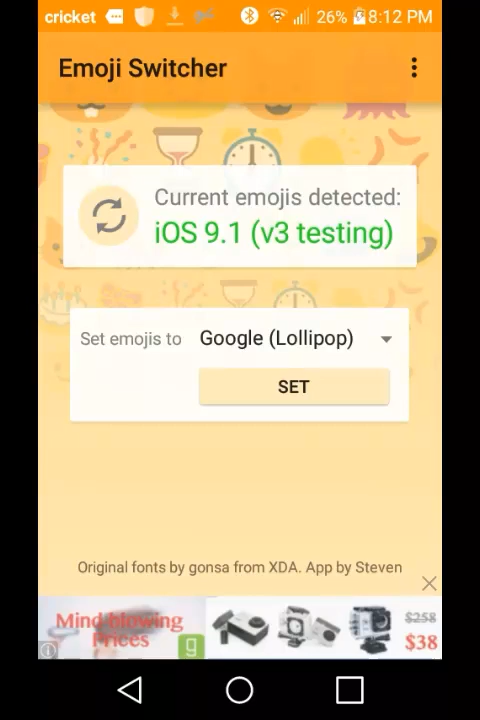 cricket 26% 8:12 PM
Emoji Switcher
Current emojis detected:
iOS 9.1 (v3 testing)
Set emojis to Google (Lollipop)
SET
Original fonts by gonsa from XDA. App by Steven
Mind-blowing
Prices
g
$258
$38